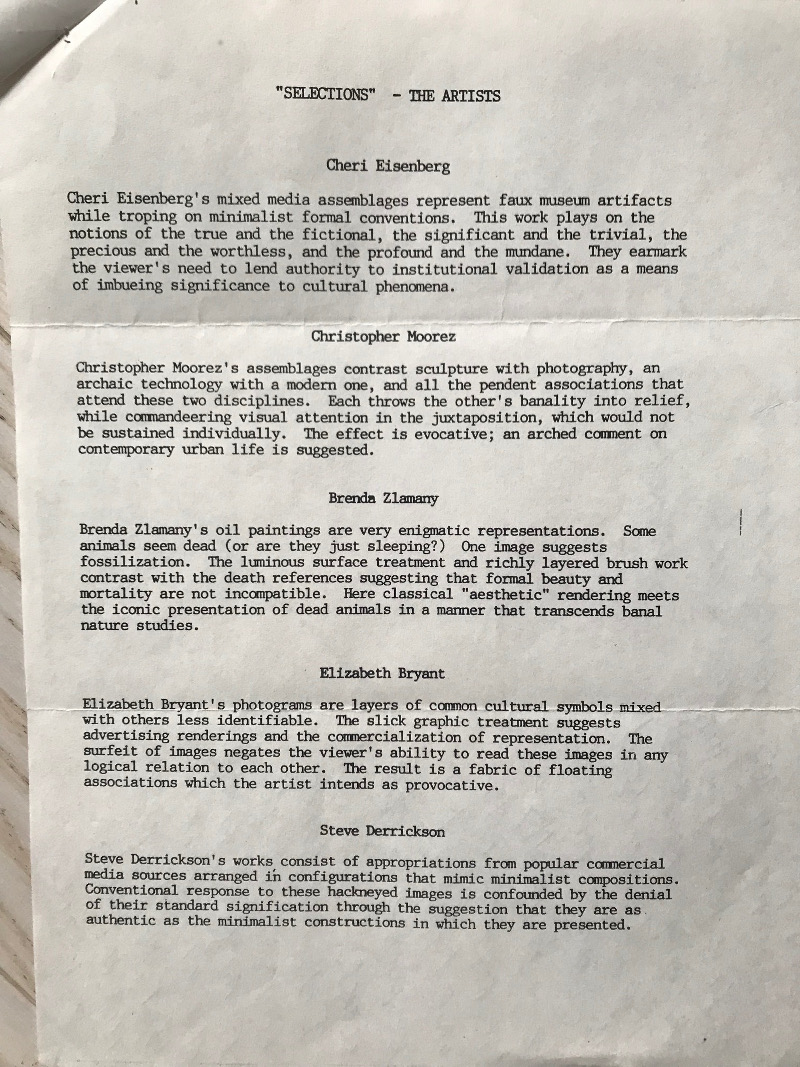 "SELECTIONS" - THE ARTISTS
Cheri Eisenberg
Cheri Eisenberg's mixed media assemblages represent faux museum artifacts
while troping on minimalist formal conventions. This work plays on the
notions of the true and the fictional, the significant and the trivial, the
precious and the worthless, and the profound and the mundane. They earmark
the viewer's need to lend authority to institutional validation as a means
of imbueing significance to cultural phenomena.
Christopher Moorez
Christopher Moorez's assemblages contrast sculpture with photography, an
archaic technology with a modern one, and all the pendent associations that
attend these two disciplines. Each throws the other's banality into relief,
while commandeering visual attention in the juxtaposition, which would not
be sustained individually. The effect is evocative; an arched comment on
contemporary urban life is suggested.
Brenda Zlamany
Brenda Zlamany's oil paintings are very enigmatic representations. Some
animals seem dead (or are they just sleeping?) One image suggests
fossilization. The luminous surface treatment and richly layered brush work
contrast with the death references suggesting that formal beauty and
mortality are not incompatible. Here classical "aesthetic" rendering meets
the iconic presentation of dead animals in a manner that transcends banal
nature studies.
Elizabeth Bryant
Elizabeth Bryant's photograms are layers of common cultural symbols mixed
with others less identifiable. The slick graphic treatment suggests
advertising renderings and the commercialization of representation. The
surfeit of images negates the viewer's ability to read these images in any
logical relation to each other. The result is a fabric of floating
associations which the artist intends as provocative.
Steve Derrickson
Steve Derrickson's works consist of appropriations from popular commercial
media sources arranged in configurations that mimic minimalist compositions.
Conventional response to these hackneyed images is confounded by the denial
of their standard signification through the suggestion that they are as
authentic as the minimalist constructions in which they are presented.